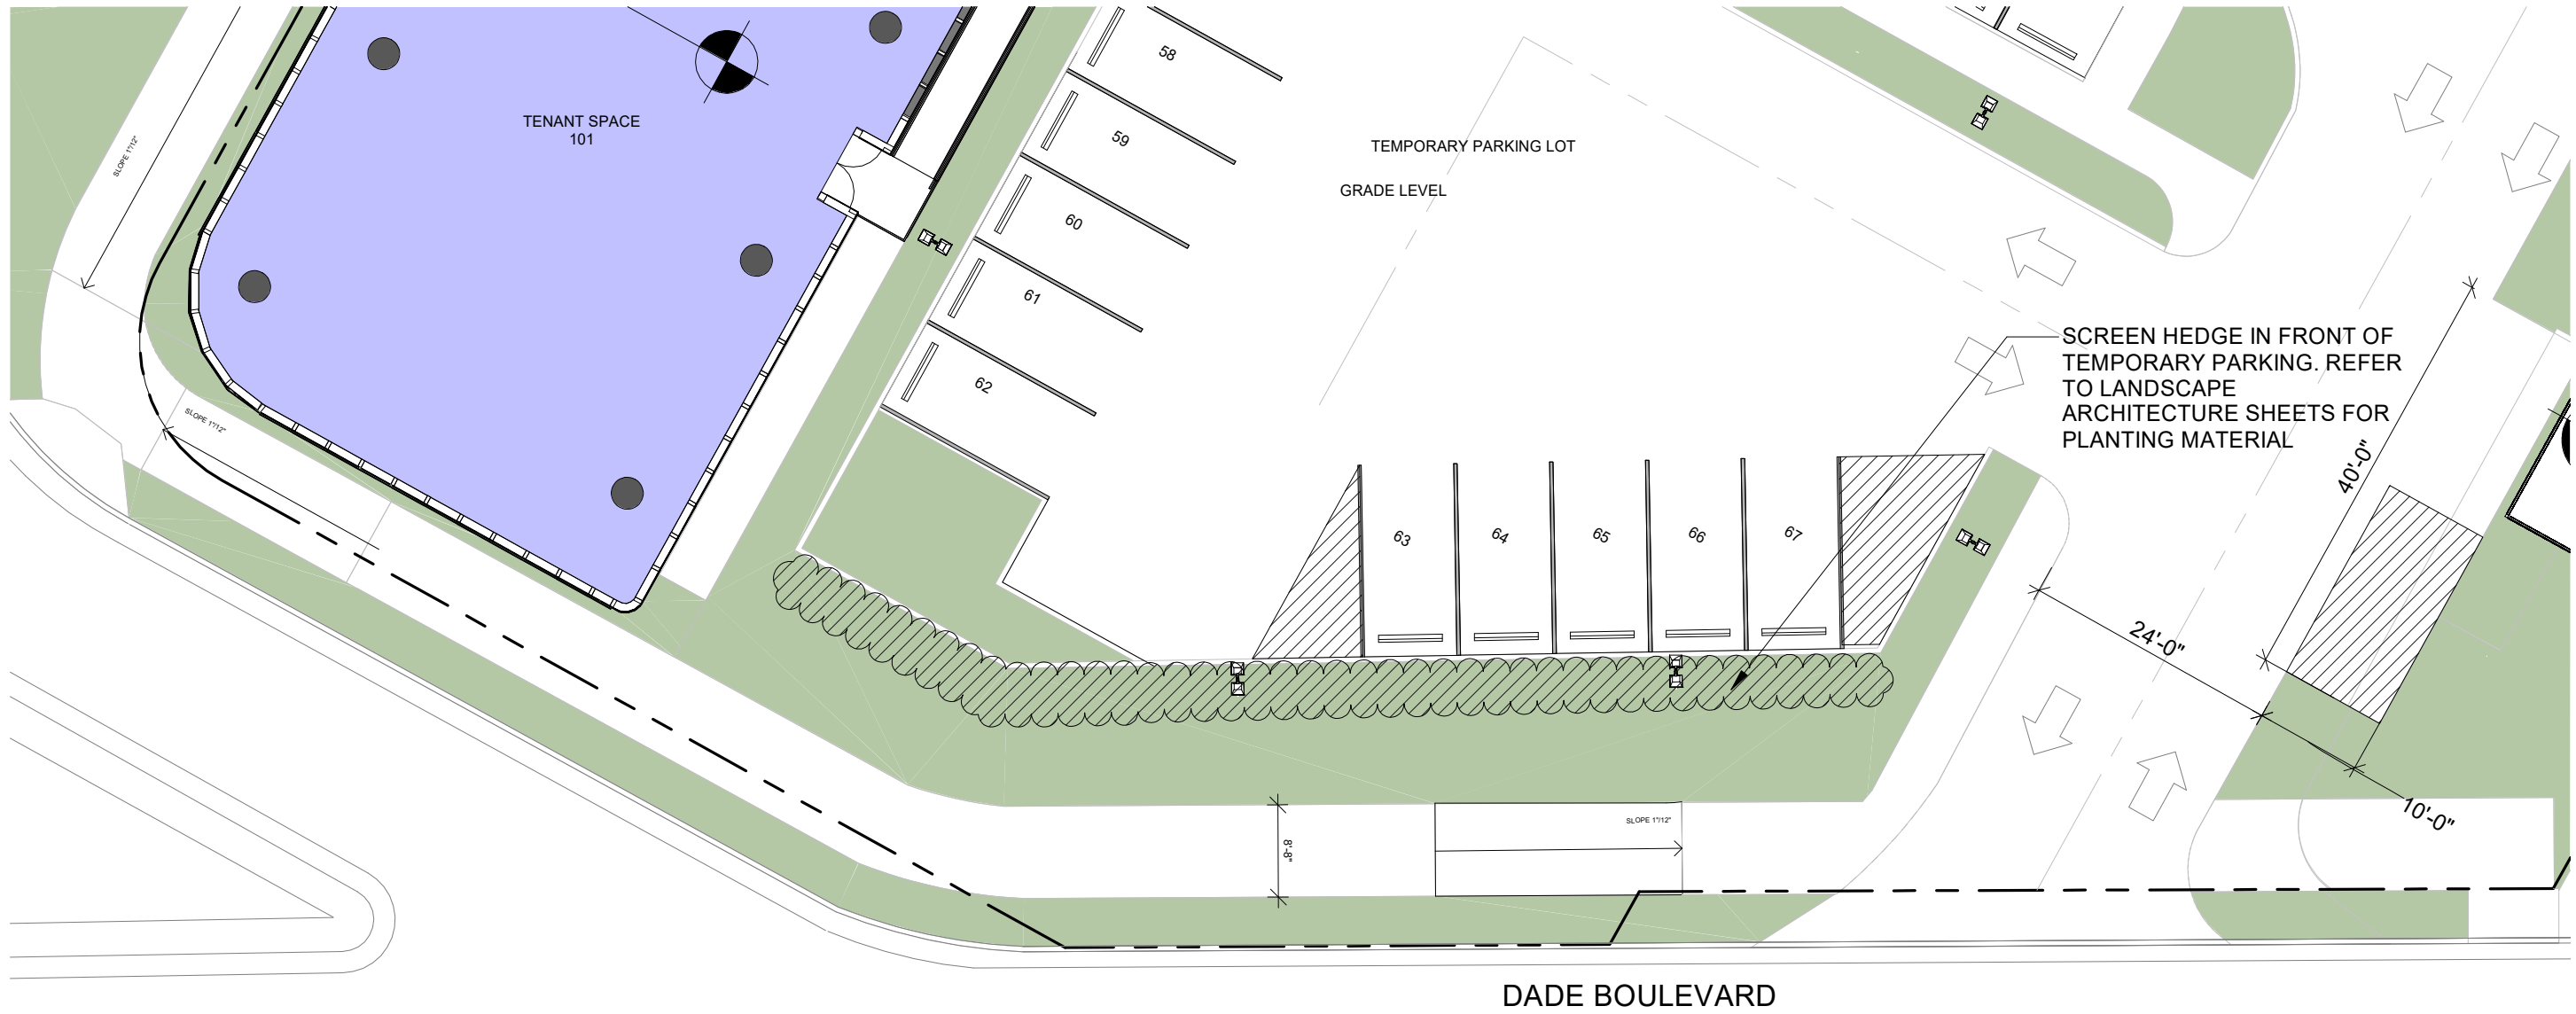 TENANT SPACE
101
SLOPE 1"/12"
SLOPE 1"/12"
58
59
60
61
62
TEMPORARY PARKING LOT
GRADE LEVEL
SCREEN HEDGE IN FRONT OF
TEMPORARY PARKING. REFER
TO LANDSCAPE
ARCHITECTURE SHEETS FOR
PLANTING MATERIAL
40'-0"
63
64
65
66
67
24'-0"
10'-0"
SLOPE 1"/12"
8'-8"
DADE BOULEVARD